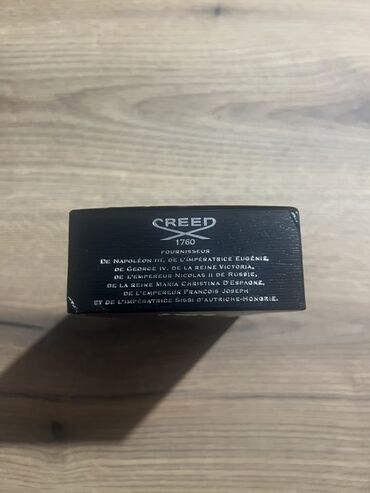 CREED
1760
FOURNISSEUR
DE NAPOLÉON III, DE L'IMPÉRATRICE EUGÉNIE,
DE GEORGE IV, DE LA REINE VICTORIA,
DE L'EMPEREUR NICOLAS II DE RUSSIE,
DE LA REINE MARIA CHRISTINA D'ESPAGNE,
DE L'EMPEREUR FRANCOIS JOSEPH
ET DE L'IMPÉRATRICE SISSI D'AUTRICHE-HONGRIE.